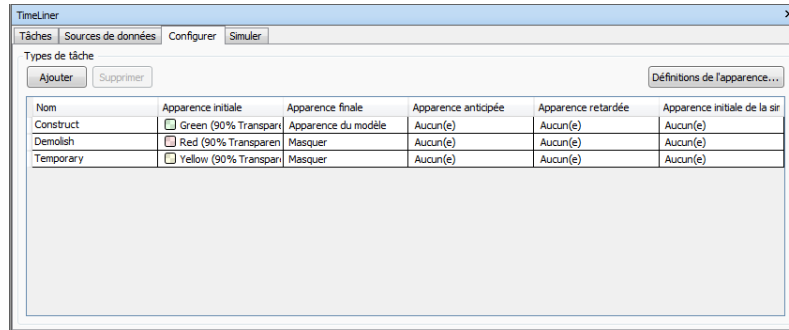 TimeLiner
Tâches Sources de données Configurer Simuler
Types de tâche
Ajouter Supprimer Définitions de l'apparence...
Nom Apparence initiale Apparence finale Apparence anticipée Apparence retardée Apparence initiale de la sir
Construct Green (90% Transpare Apparence du modèle Aucun(e) Aucun(e) Aucun(e)
Demolish Red (90% Transparen Masquer Aucun(e) Aucun(e) Aucun(e)
Temporary Yellow (90% Transpare Masquer Aucun(e) Aucun(e) Aucun(e)